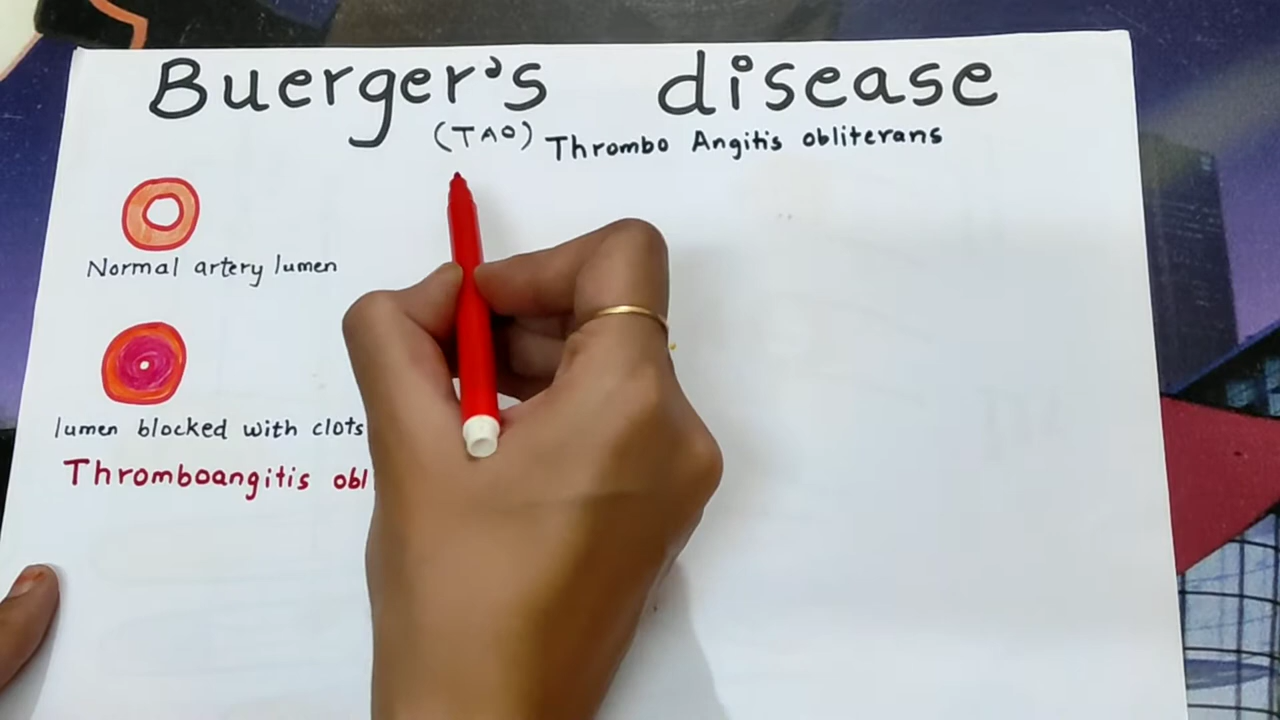 Buerger's disease
(TAO) Thrombo Angitis obliterans
Normal artery lumen
lumen blocked with clots
Thromboangitis obl